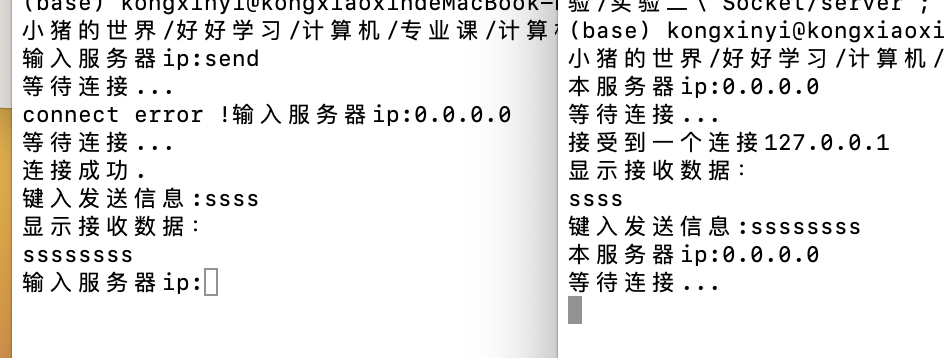 (base) kongxinyi@kongxiaoxindeMacBook-
小猪的世界/好好学习/计算机/专业课/计算
输入服务器ip:send
等待连接...
connect error !输入服务器ip:0.0.0.0
等待连接...
连接成功.
键入发送信息:ssss
显示接收数据:
sssssssss
输入服务器ip:
验/实验二\ Socket/server ;
(base) kongxinyi@kongxiaoxi
小猪的世界/好好学习/计算机/
本服务器ip:0.0.0.0
等待连接...
接受到一个连接127.0.0.1
显示接收数据:
ssss
键入发送信息:sssssssss
本服务器ip:0.0.0.0
等待连接...